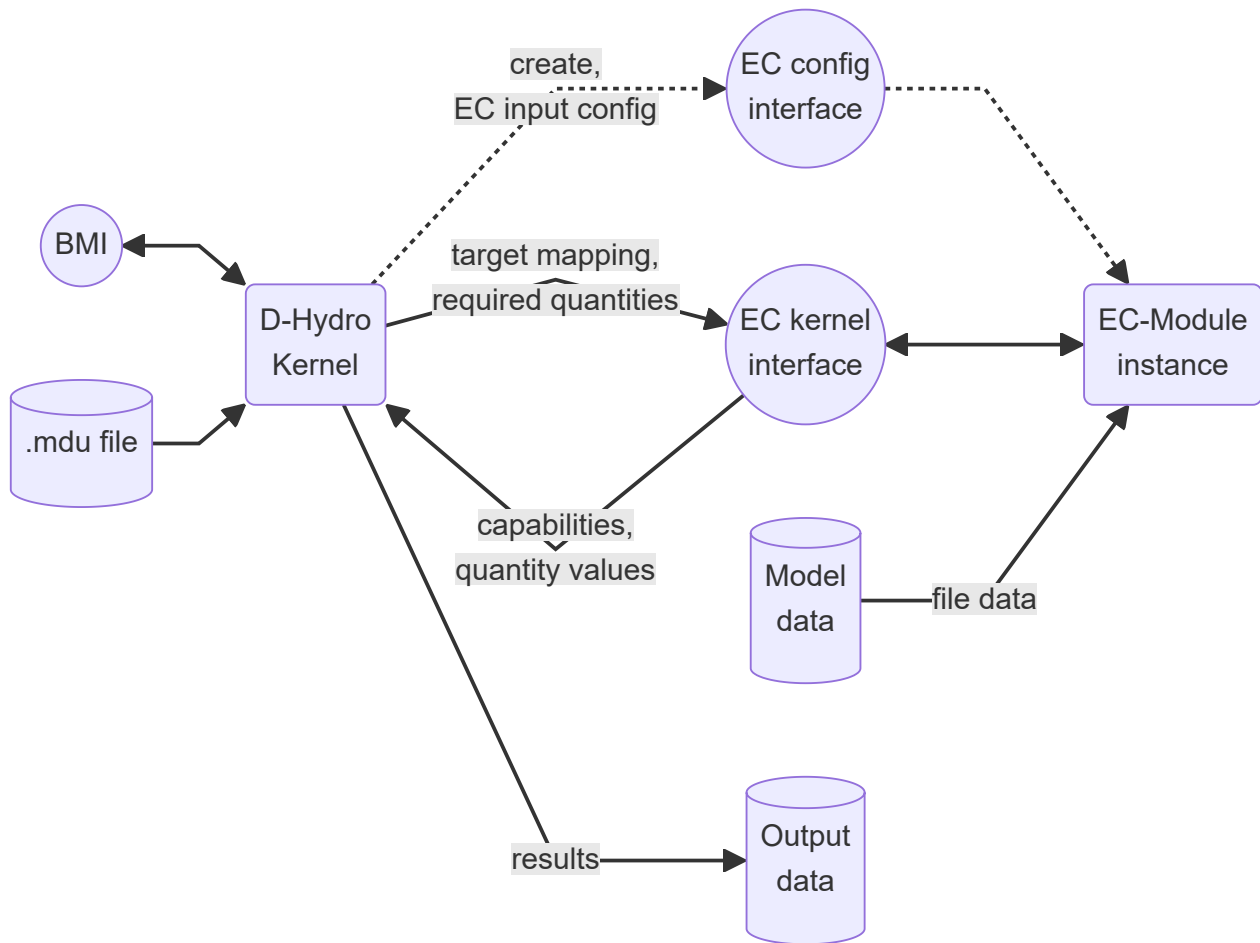 create,
EC input config
EC config
interface
BMI
target mapping,
required quantities
D-Hydro
Kernel
EC kernel
interface
EC-Module
instance
.mdu file
capabilities,
quantity values
Model
data
file data
Output
data
results